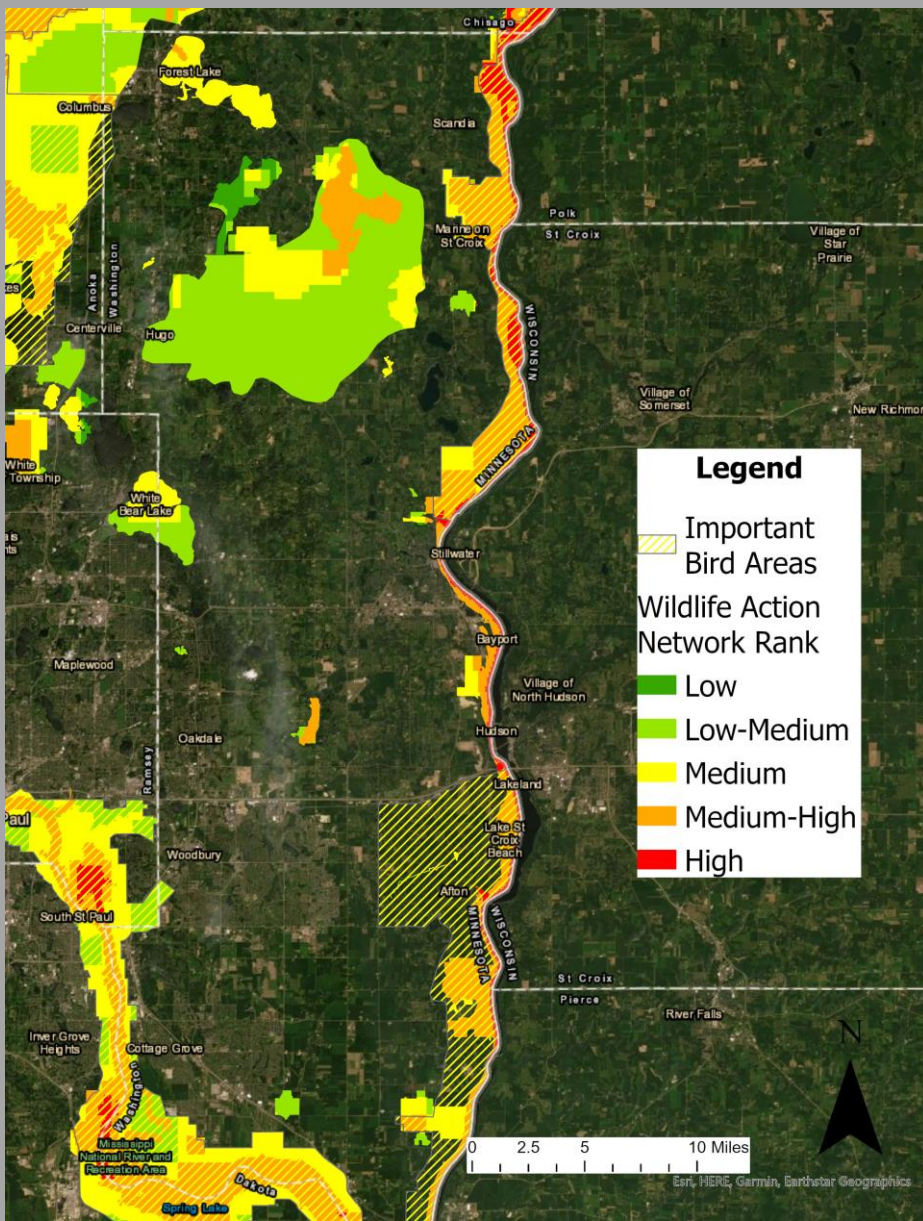 Chisago
Forest Lake
Columbus
Scandia
Polk
St Croix
Marine on
St Croix
Village of
Star
Prairie
Anoka
Washington
Centerville
Hugo
WISCONSIN
Village of
Somerset
New Richm
MINNESOTA
White
Township
White
Bear Lake
Stillwater
Legend
Important
Bird Areas
Wildlife Action
Network Rank
Low
Low-Medium
Medium
Medium-High
High
Bayport
Maplewood
Village of
North Hudson
Oakdale
Hudson
Ramsey
Lakeland
Paul
Lake St
Croix
Beach
Woodbury
Afton
South St Paul
MINNESOTA
WISCONSIN
St Croix
Pierce
River Falls
Inver Grove
Heights
Cottage Grove
Washington
N
Mississippi
National River and
Recreation Area
Dakota
Spring Lake
0 2.5 5 10 Miles
Esri, HERE, Garmin, Earthstar Geographics